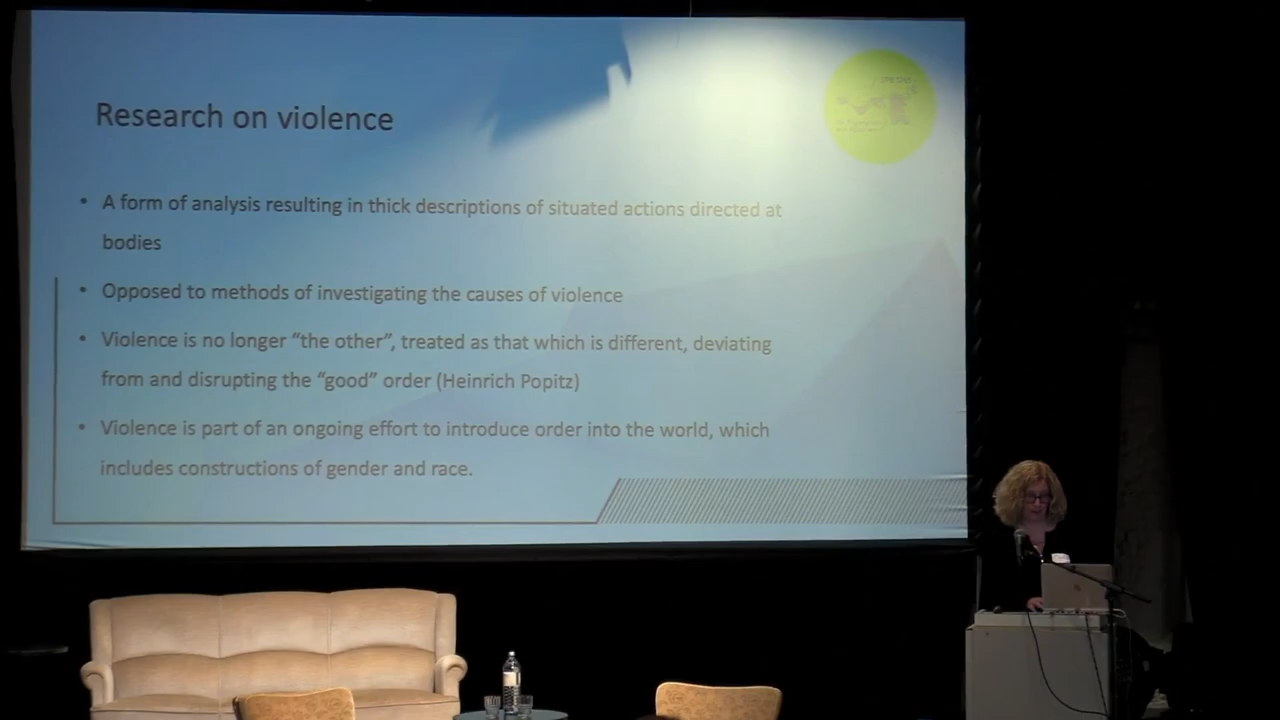 Research on violence
• A form of analysis resulting in thick descriptions of situated actions directed at
bodies
• Opposed to methods of investigating the causes of violence
• Violence is no longer “the other”, treated as that which is different, deviating
from and disrupting the “good” order (Heinrich Popitz)
• Violence is part of an ongoing effort to introduce order into the world, which
includes constructions of gender and race.